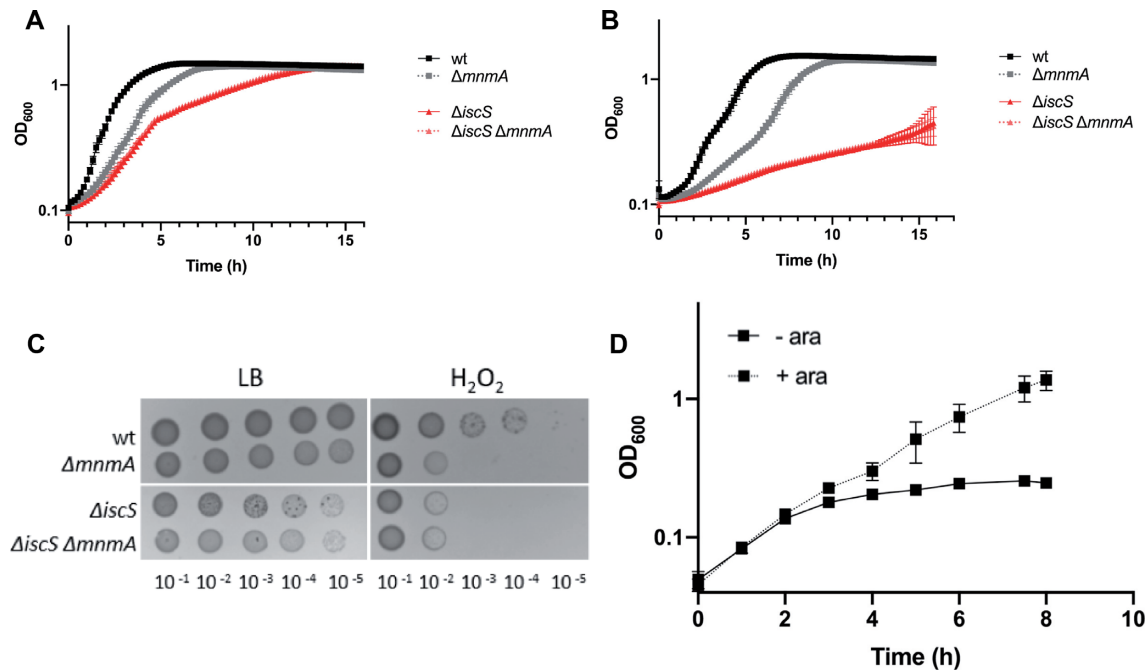 A
OD600
1
0.1
0
5
10
15
Time (h)
wt
ΔmnmA
ΔiscS
ΔiscS ΔmnmA
B
OD600
1.0
0.1
0
5
10
15
Time (h)
wt
ΔmnmA
ΔiscS
ΔiscS ΔmnmA
C
LB
H2O2
wt
ΔmnmA
ΔiscS
ΔiscS ΔmnmA
10-1 10-2 10-3 10-4 10-5 10-1 10-2 10-3 10-4 10-5
D
- ara
+ ara
OD600
1
0.1
0 2 4 6 8 10
Time (h)